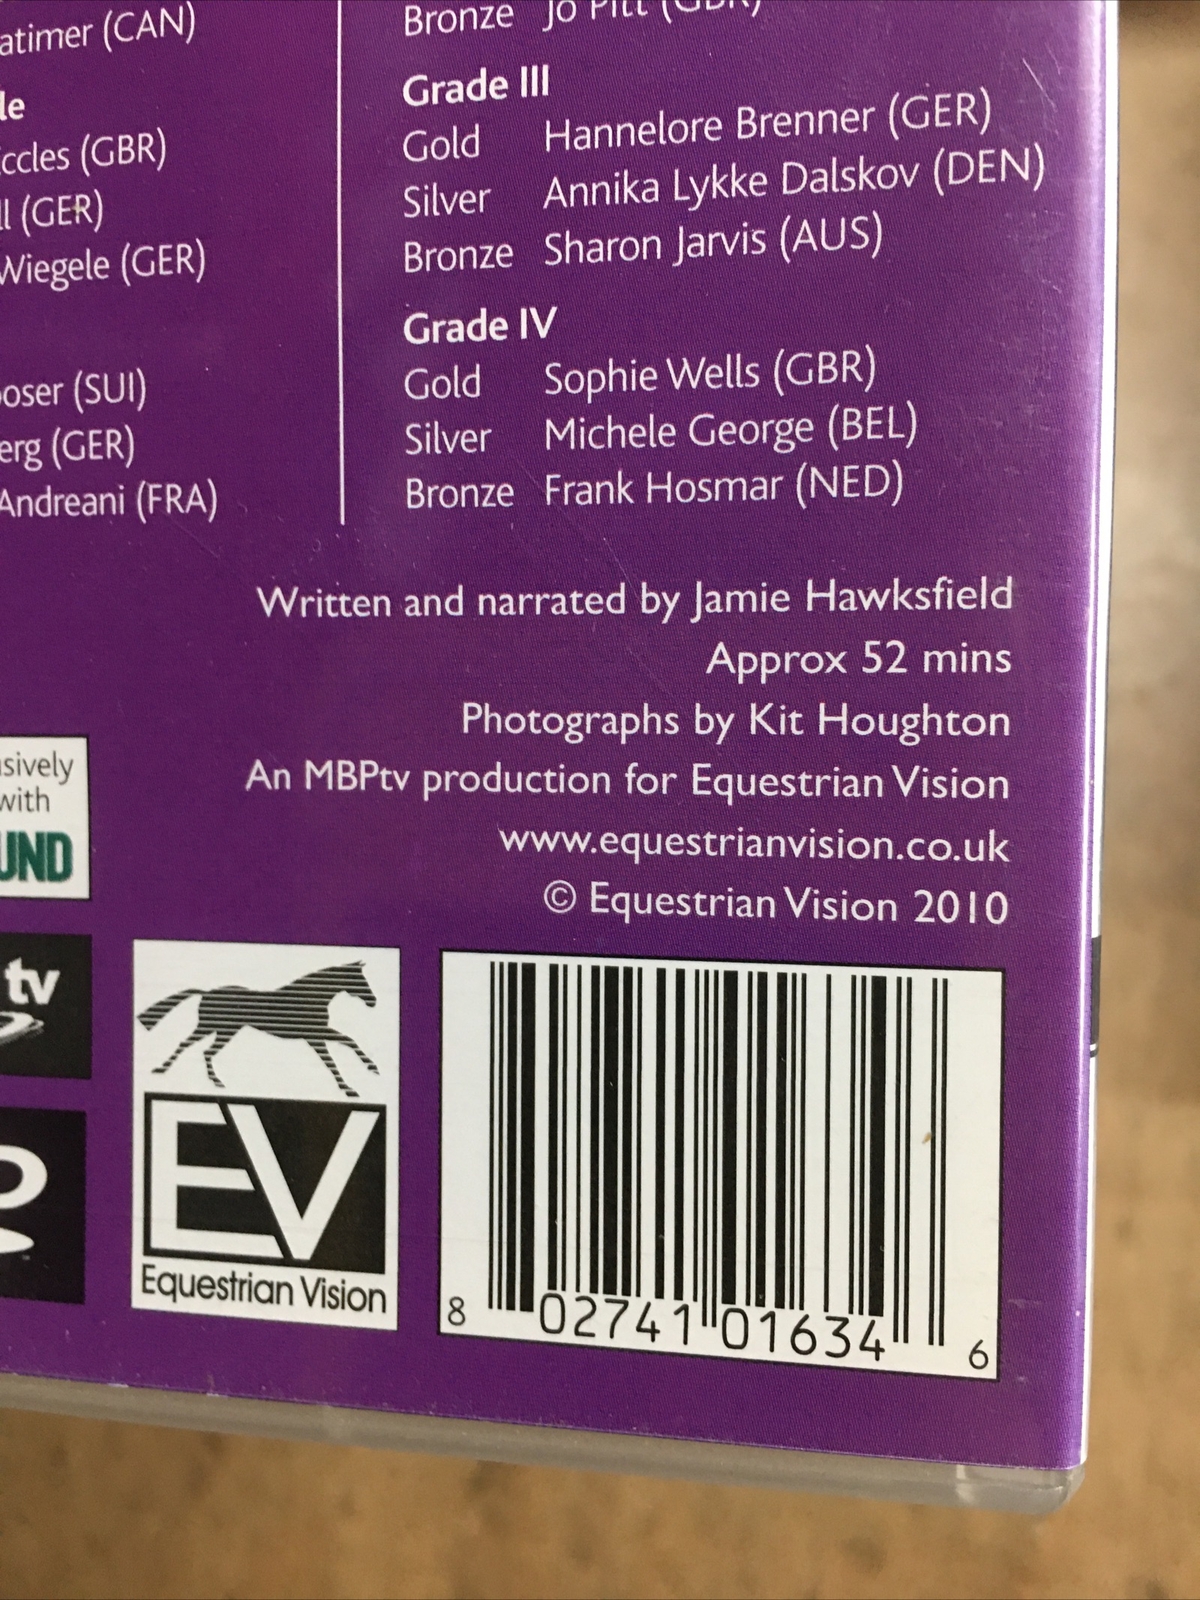 (CAN)
(GBR)
(GER)
Wiegele (GER)
(SUI)
(GER)
Andreani (FRA)
Bronze Jo Pitt (GBR)
Grade III
Gold Hannelore Brenner (GER)
Silver Annika Lykke Dalskov (DEN)
Bronze Sharon Jarvis (AUS)
Grade IV
Gold Sophie Wells (GBR)
Silver Michele George (BEL)
Bronze Frank Hosmar (NED)
Written and narrated by Jamie Hawksfield
Approx 52 mins
Photographs by Kit Houghton
An MBPtv production for Equestrian Vision
www.equestrianvision.co.uk
© Equestrian Vision 2010
with
tv
EV
Equestrian Vision
8 02741 01634 6